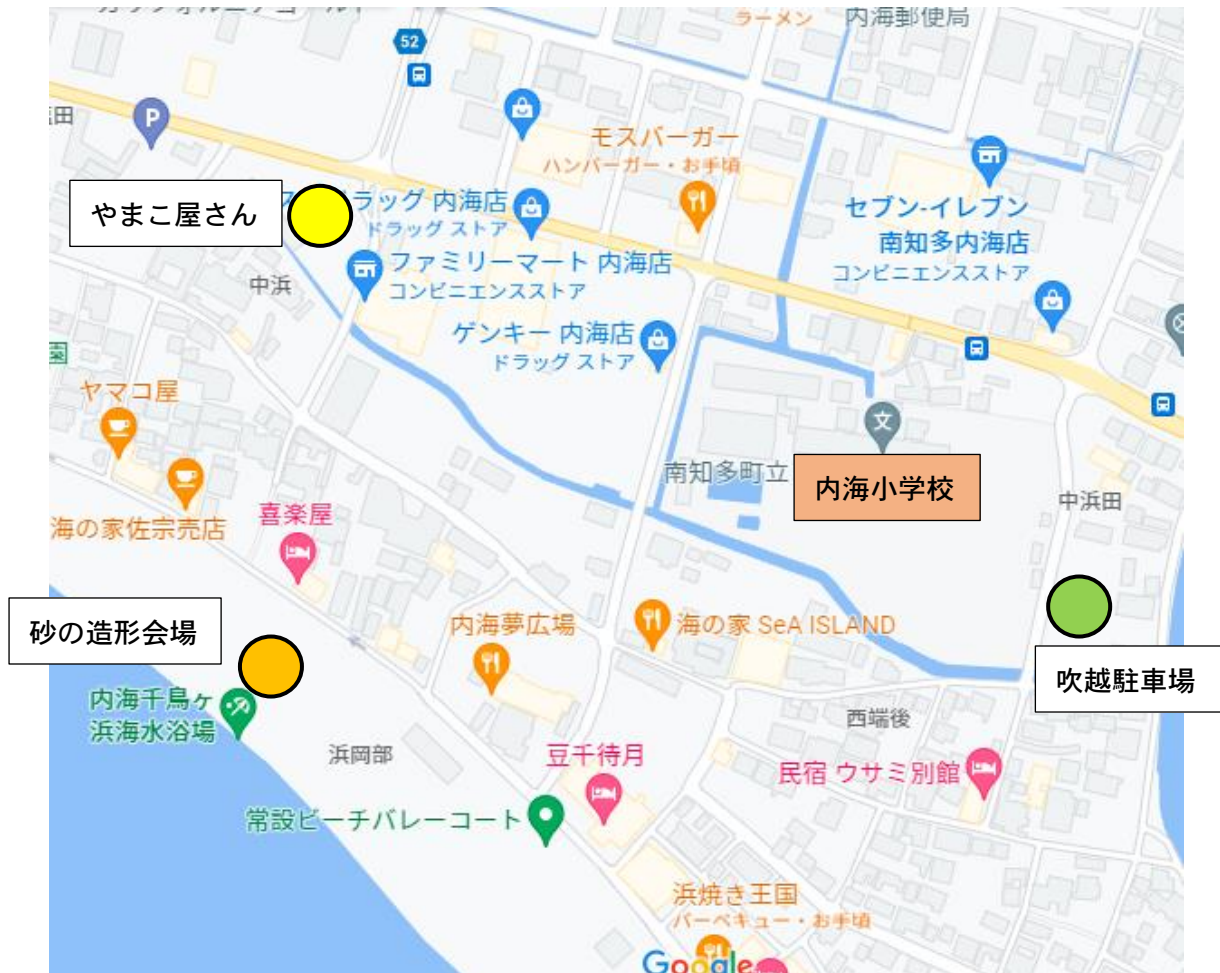 52
ラーメン
内海郵便局
田
P
モスバーガー
ハンバーガー・お手頃
やまこ屋さん
ラッグ 内海店
ドラッグ ストア
セブン-イレブン
南知多内海店
コンビニエンスストア
ファミリーマート 内海店
コンビニエンスストア
中浜
ゲンキー 内海店
ドラッグ ストア
園
ヤマコ屋
文
南知多町立
内海小学校
中浜田
海の家佐宗売店
喜楽屋
砂の造形会場
内海夢広場
海の家 SeA ISLAND
吹越駐車場
内海千鳥ヶ
浜海水浴場
西端後
浜岡部
豆千待月
民宿 ウサミ別館
常設ビーチバレーコート
浜焼き王国
バーベキュー・お手頃
Google